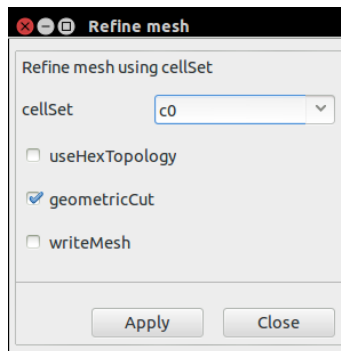 Refine mesh
Refine mesh using cellSet
cellSet c0
useHexTopology
geometricCut
writeMesh
Apply Close